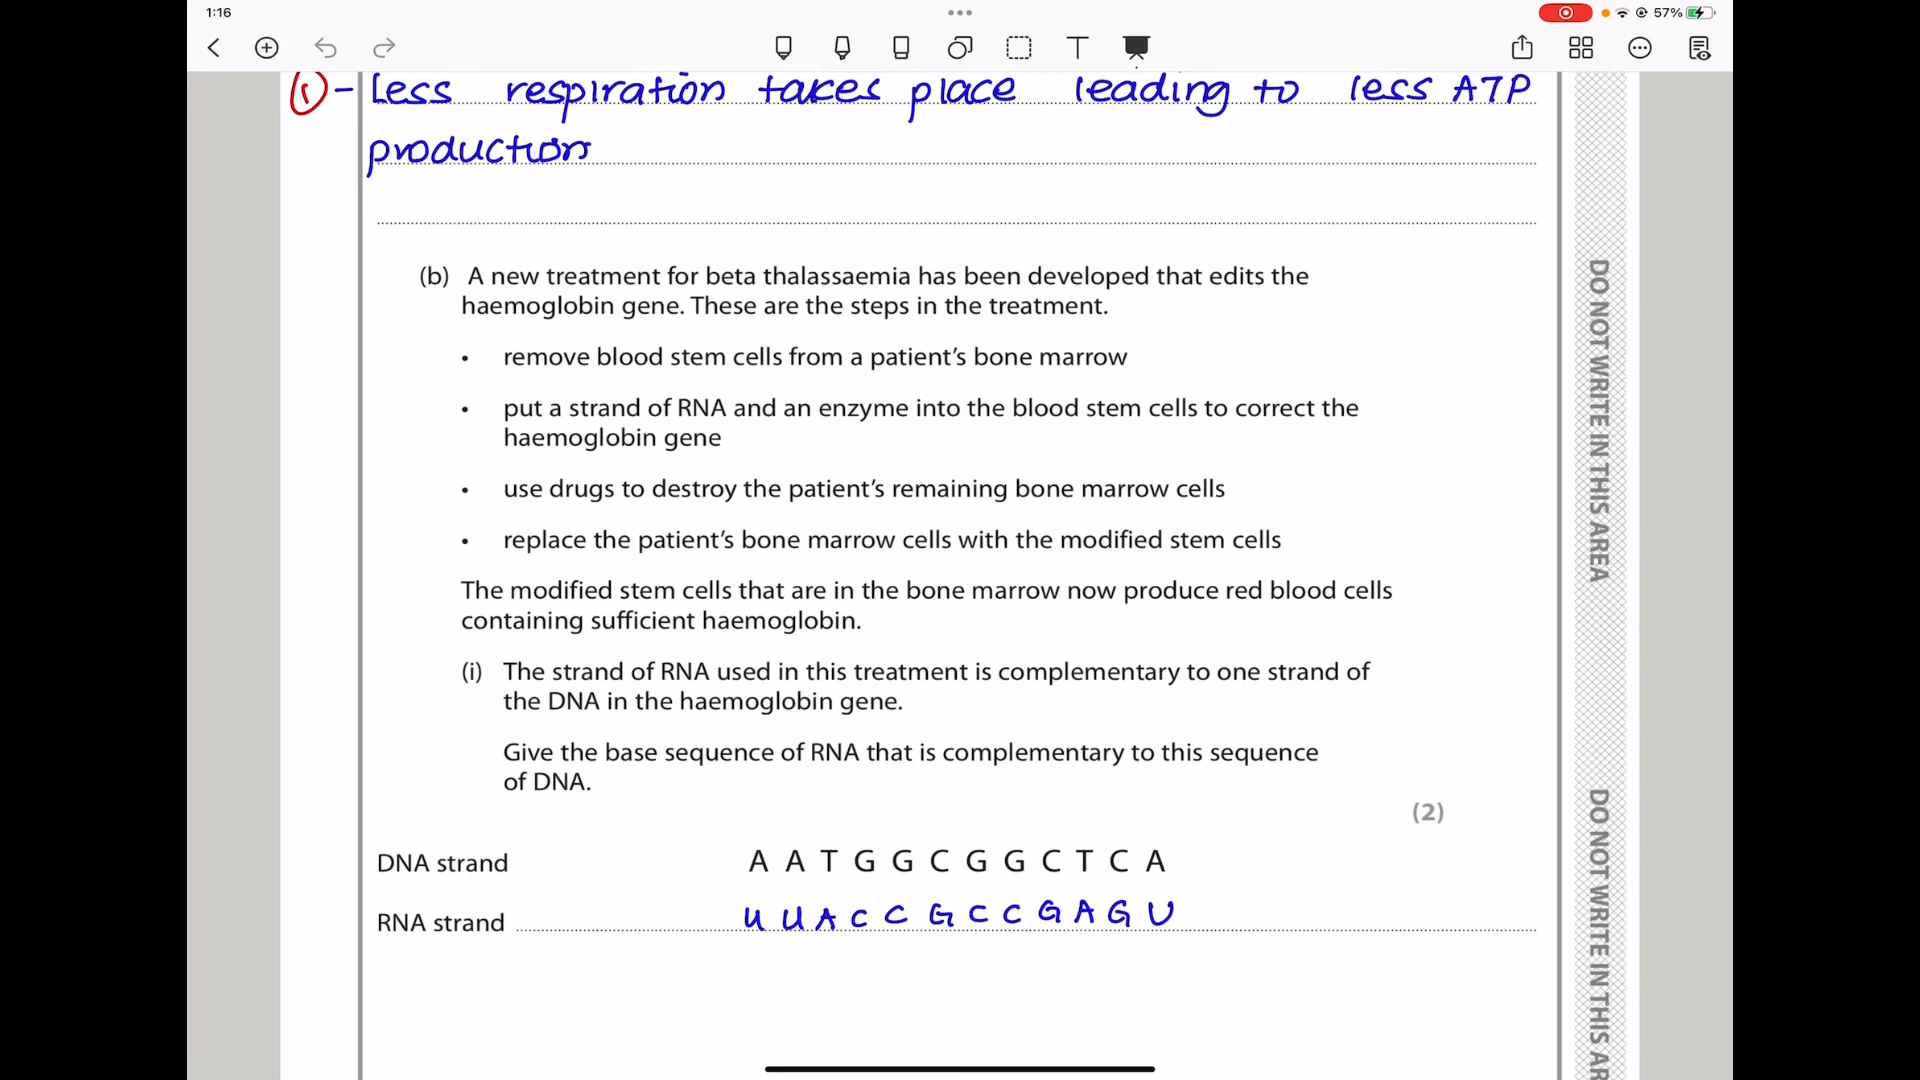 1:16
57%
① - Less respiration takes place leading to less ATP
production
(b) A new treatment for beta thalassaemia has been developed that edits the
haemoglobin gene. These are the steps in the treatment.
• remove blood stem cells from a patient's bone marrow
• put a strand of RNA and an enzyme into the blood stem cells to correct the
haemoglobin gene
• use drugs to destroy the patient's remaining bone marrow cells
• replace the patient's bone marrow cells with the modified stem cells
The modified stem cells that are in the bone marrow now produce red blood cells
containing sufficient haemoglobin.
(i) The strand of RNA used in this treatment is complementary to one strand of
the DNA in the haemoglobin gene.
Give the base sequence of RNA that is complementary to this sequence
of DNA.
(2)
DNA strand A A T G G C G G C T C A
RNA strand U U A C C G C C G A G U
DO NOT WRITE IN THIS AREA
DO NOT WRITE IN THIS AR